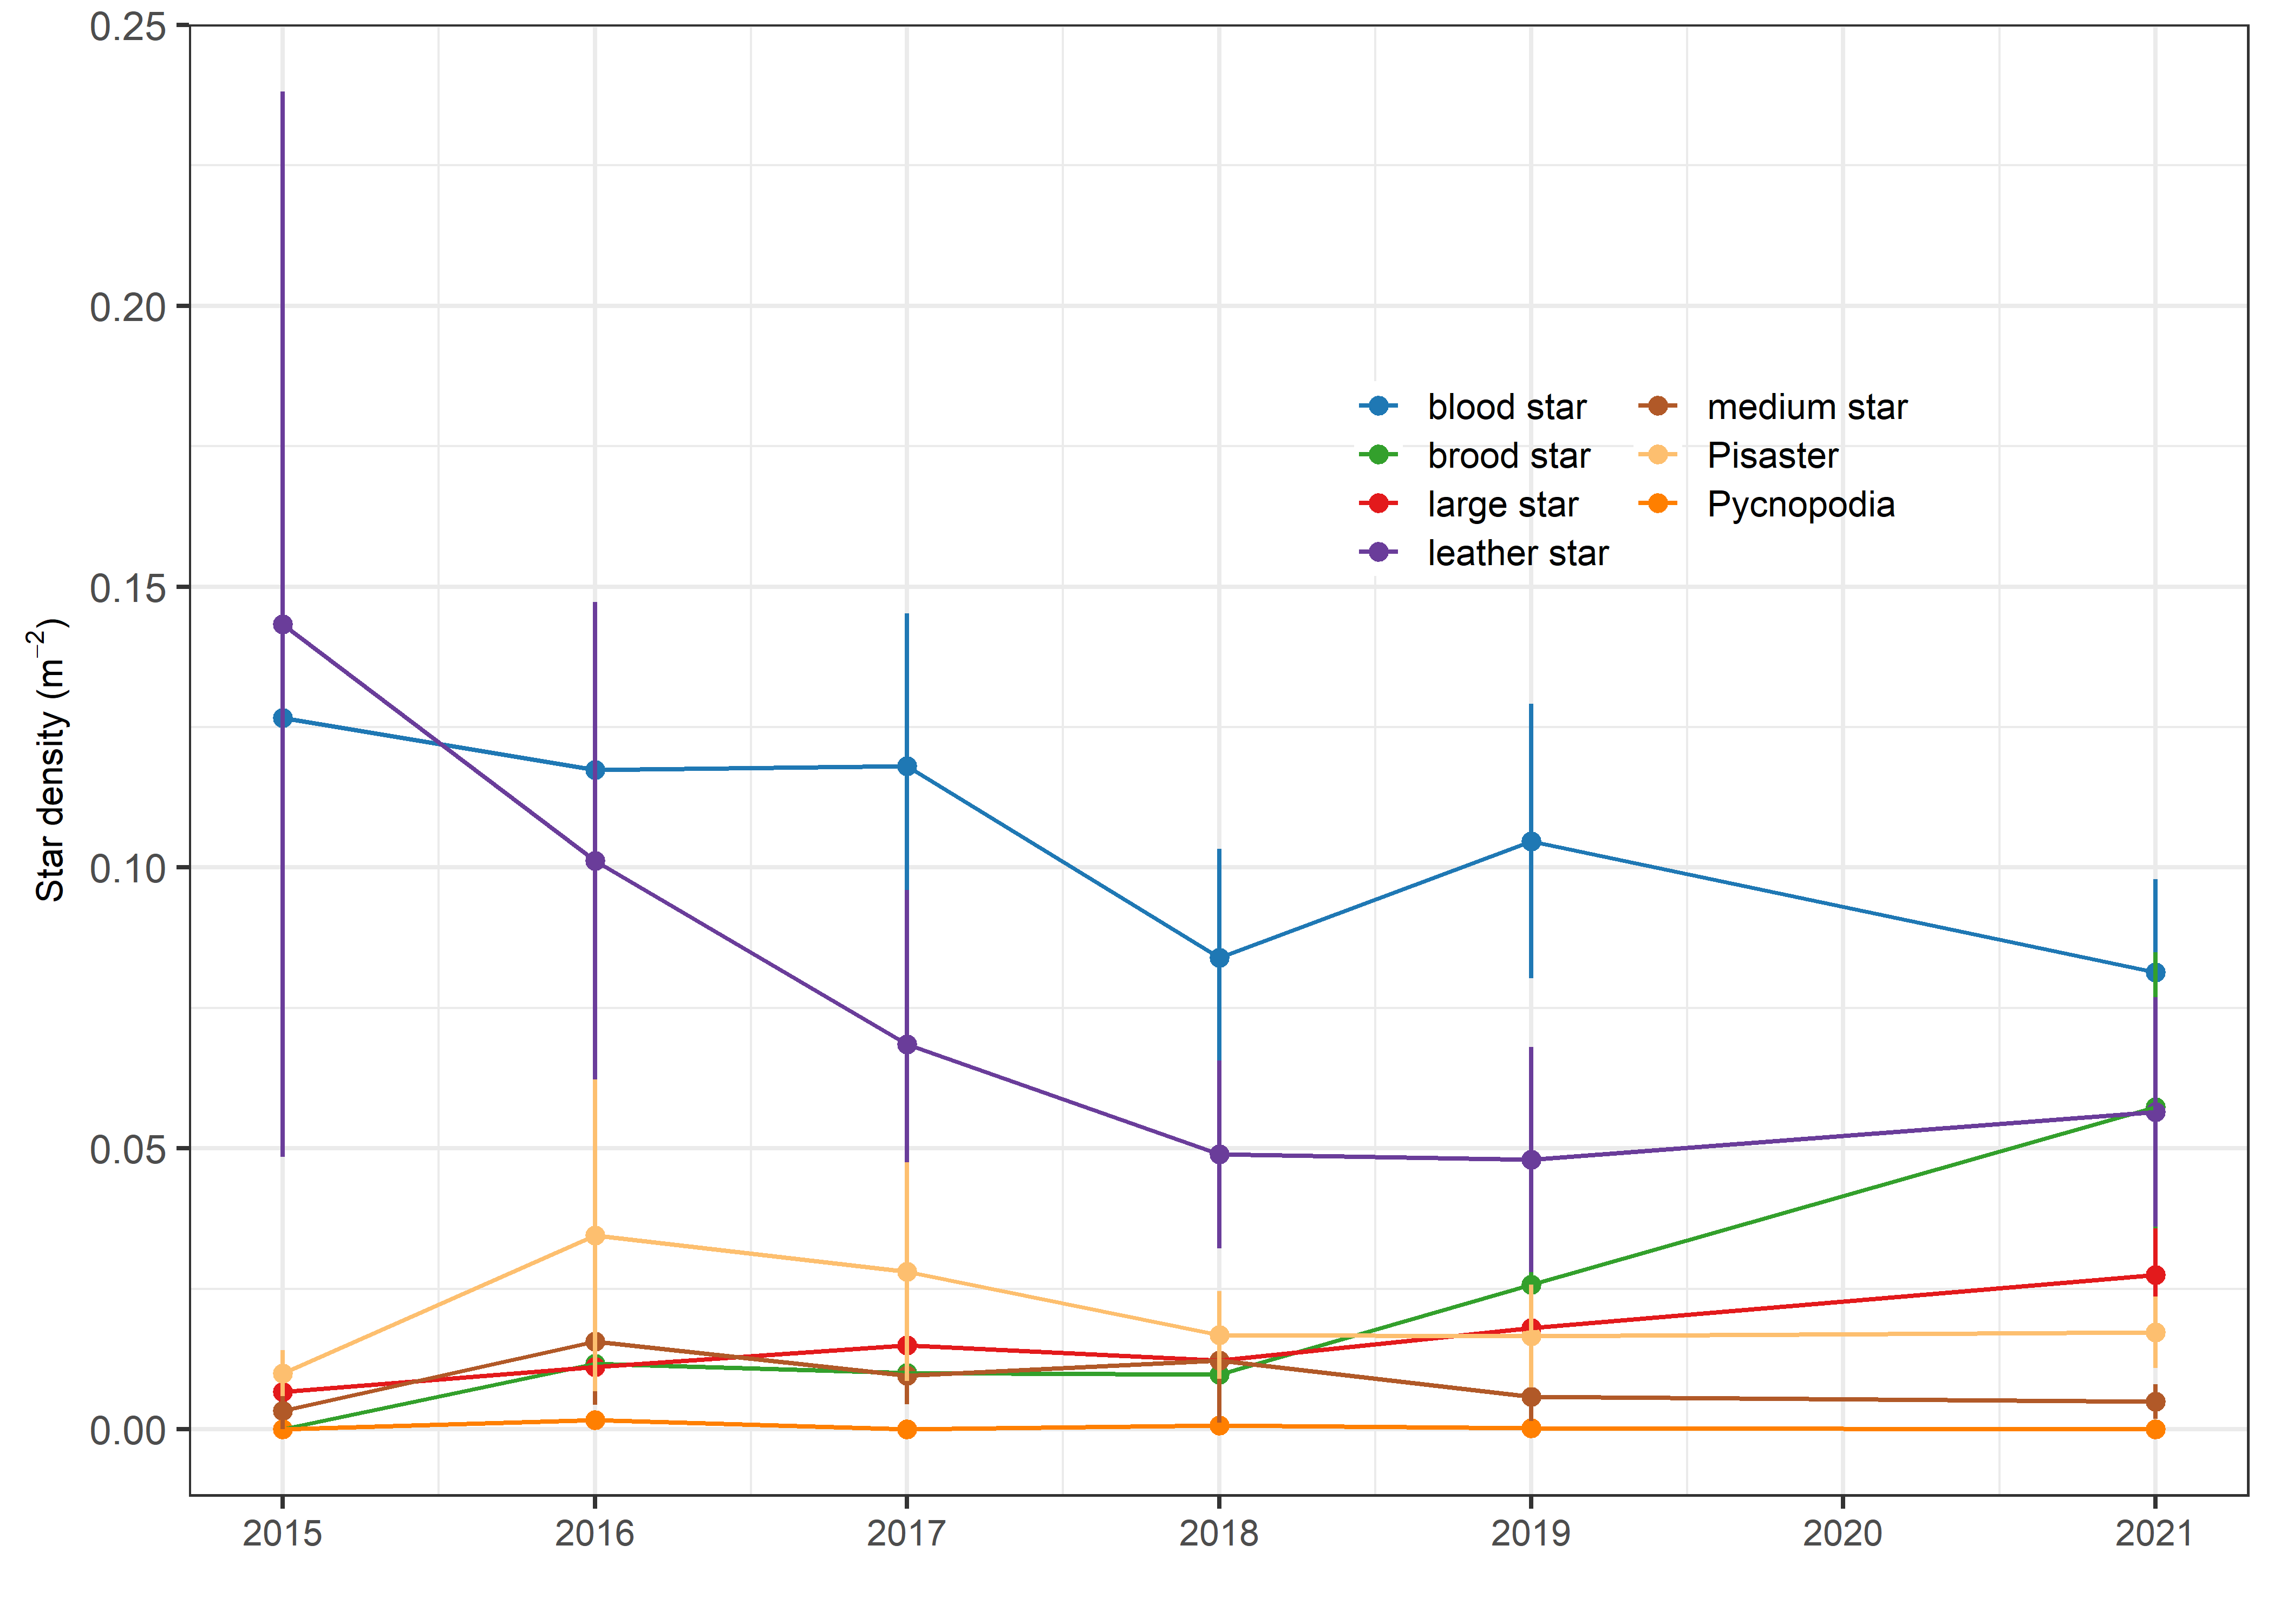 0.25
0.20
0.15
0.10
0.05
0.00
Star density (m⁻²)
blood star
brood star
large star
leather star
medium star
Pisaster
Pycnopodia
2015 2016 2017 2018 2019 2020 2021